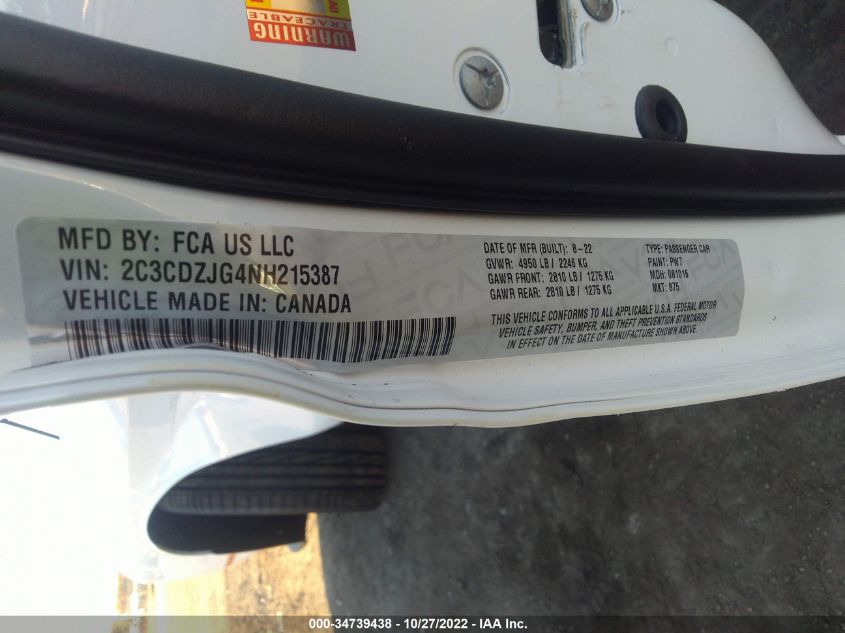 WARNING
TRACEABLE
MFD BY: FCA US LLC
VIN: 2C3CDZJG4NH215387
VEHICLE MADE IN: CANADA
DATE OF MFR (BUILT): 8-22
GVWR: 4950 LB / 2246 KG
GAWR FRONT: 2810 LB / 1275 KG
GAWR REAR: 2810 LB / 1275 KG
TYPE: PASSENGER CAR
PAINT: PW7
MDH: 081016
MKT: 875
THIS VEHICLE CONFORMS TO ALL APPLICABLE U.S.A. FEDERAL MOTOR
VEHICLE SAFETY, BUMPER, AND THEFT PREVENTION STANDARDS
IN EFFECT ON THE DATE OF MANUFACTURE SHOWN ABOVE.
000-34739438 - 10/27/2022 - IAA Inc.